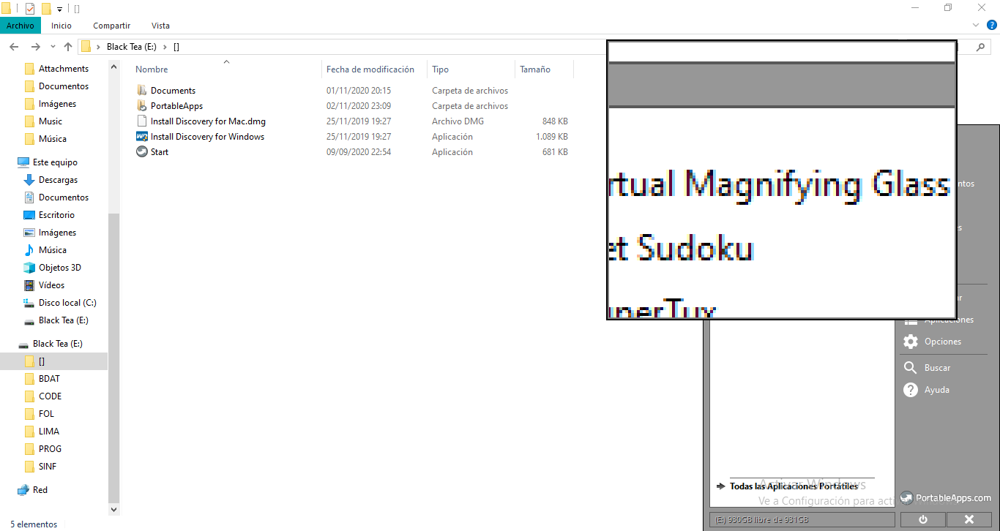 []
Archivo Inicio Compartir Vista
Black Tea (E:) []
Nombre Fecha de modificación Tipo Tamaño
Documents 01/11/2020 20:15 Carpeta de archivos
PortableApps 02/11/2020 23:09 Carpeta de archivos
Install Discovery for Mac.dmg 25/11/2019 19:27 Archivo DMG 848 KB
Install Discovery for Windows 25/11/2019 19:27 Aplicación 1.089 KB
Start 09/09/2020 22:54 Aplicación 681 KB
Attachments
Documentos
Imágenes
Music
Música
Este equipo
Descargas
Documentos
Escritorio
Imágenes
Música
Objetos 3D
Vídeos
Disco local (C:)
Black Tea (E:)
Black Tea (E:)
[]
BDAT
CODE
FOL
LIMA
PROG
SINF
Red
5 elementos
rtual Magnifying Glass
et Sudoku
perTux
ntos
s
r
Aplicaciones
Opciones
Buscar
Ayuda
Todas las Aplicaciones Portátiles
Activar Windows
Ve a Configuración para acti
PortableApps.com
(E:) 930GB libre de 931GB